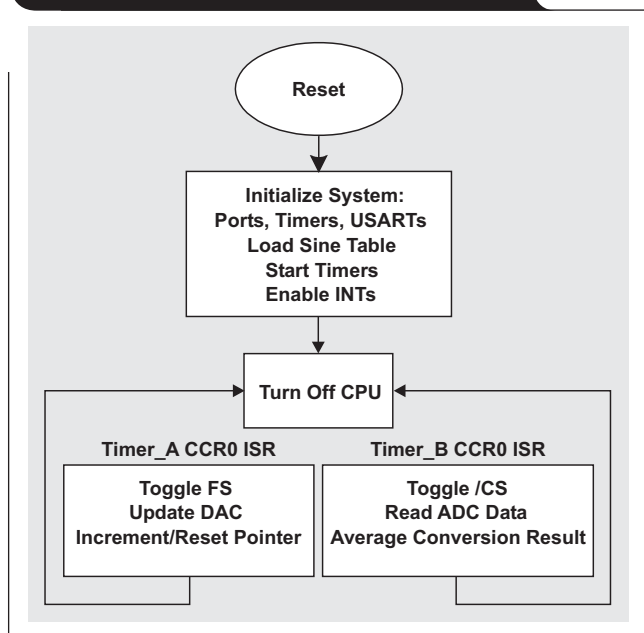 Reset
Initialize System:
Ports, Timers, USARTs
Load Sine Table
Start Timers
Enable INTs
Turn Off CPU
Timer_A CCR0 ISR
Toggle FS
Update DAC
Increment/Reset Pointer
Timer_B CCR0 ISR
Toggle /CS
Read ADC Data
Average Conversion Result